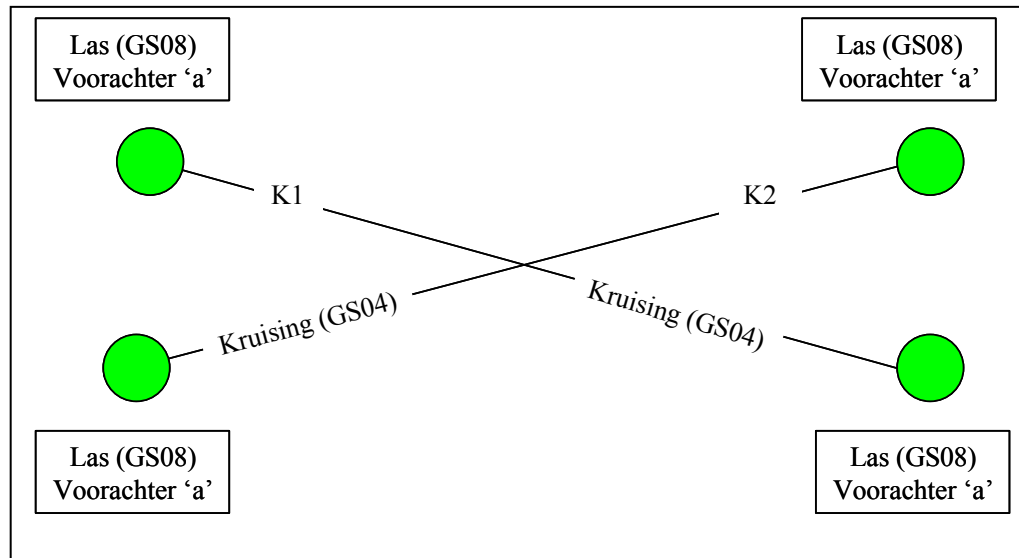 Las (GS08)
Voorachter ‘a’
Las (GS08)
Voorachter ‘a’
K1
K2
Kruising (GS04)
Kruising (GS04)
Las (GS08)
Voorachter ‘a’
Las (GS08)
Voorachter ‘a’